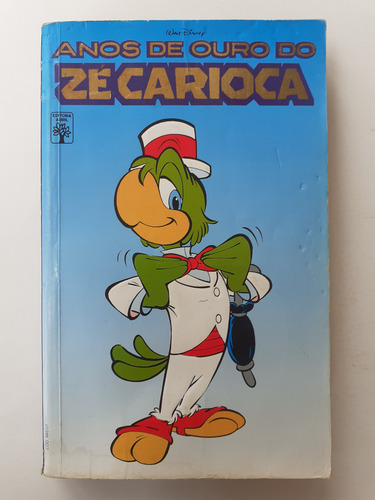 Walt Disney
ANOS DE OURO DO
ZÉ CARIOCA
EDITORA
ABRIL